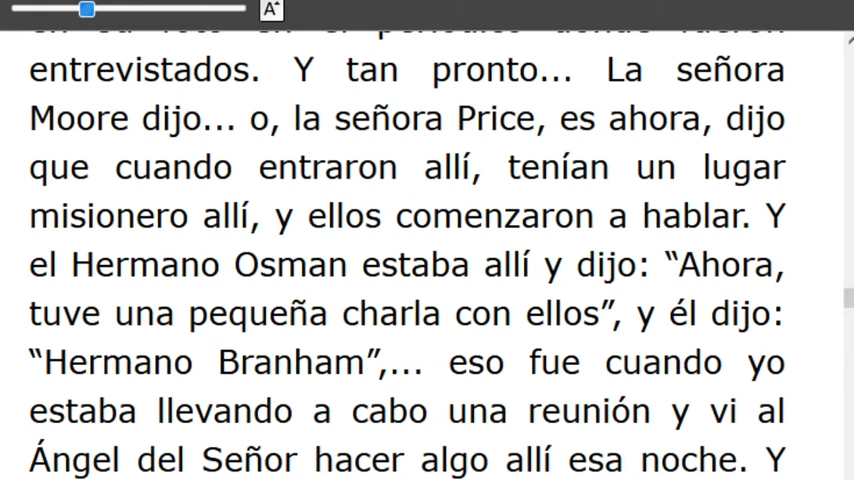 A
entrevistados. Y tan pronto... La señora
Moore dijo... o, la señora Price, es ahora, dijo
que cuando entraron allí, tenían un lugar
misionero allí, y ellos comenzaron a hablar. Y
el Hermano Osman estaba allí y dijo: “Ahora,
tuve una pequeña charla con ellos”, y él dijo:
“Hermano Branham”,... eso fue cuando yo
estaba llevando a cabo una reunión y vi al
Ángel del Señor hacer algo allí esa noche. Y